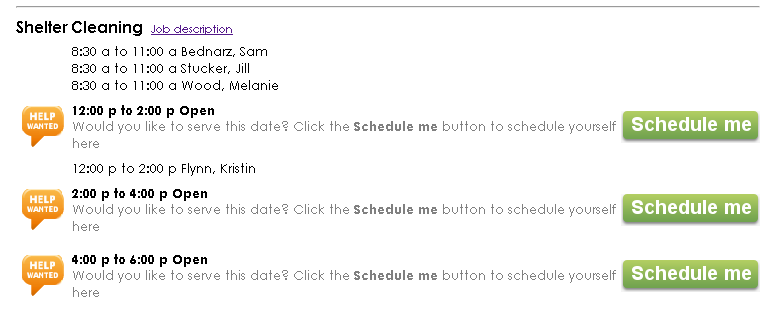 Shelter Cleaning Job description
8:30 a to 11:00 a Bednarz, Sam
8:30 a to 11:00 a Stucker, Jill
8:30 a to 11:00 a Wood, Melanie
HELP
WANTED
12:00 p to 2:00 p Open
Would you like to serve this date? Click the Schedule me button to schedule yourself
here
Schedule me
12:00 p to 2:00 p Flynn, Kristin
HELP
WANTED
2:00 p to 4:00 p Open
Would you like to serve this date? Click the Schedule me button to schedule yourself
here
Schedule me
HELP
WANTED
4:00 p to 6:00 p Open
Would you like to serve this date? Click the Schedule me button to schedule yourself
here
Schedule me